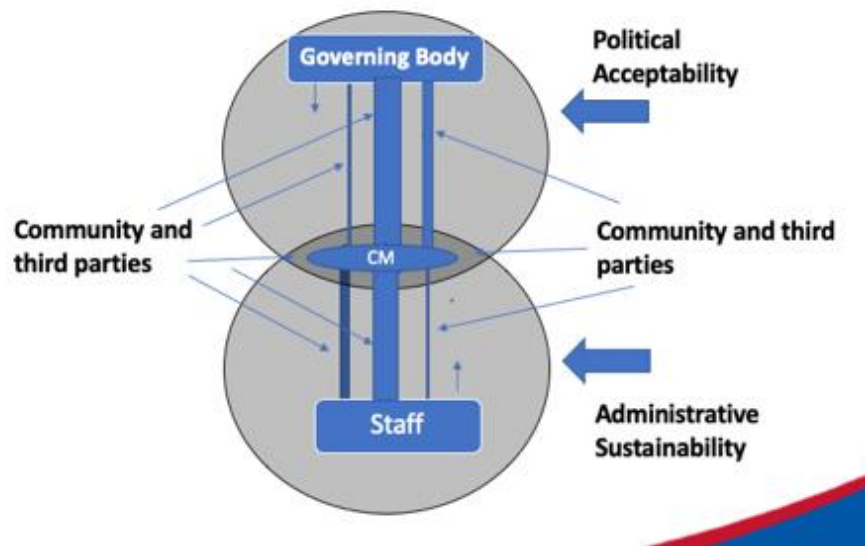 Governing Body
Political
Acceptability
Community and
third parties
CM
Community and third
parties
Staff
Administrative
Sustainability